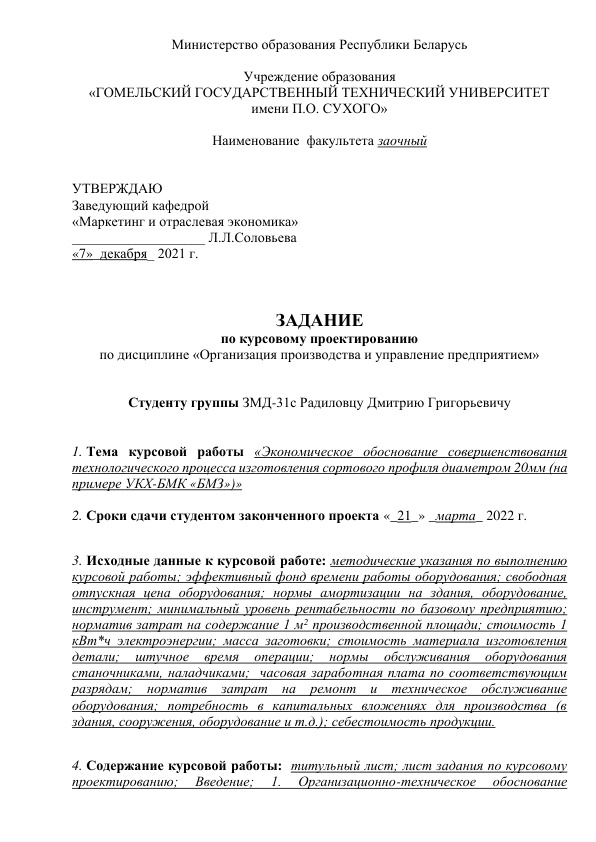 Министерство образования Республики Беларусь
Учреждение образования
«ГОМЕЛЬСКИЙ ГОСУДАРСТВЕННЫЙ ТЕХНИЧЕСКИЙ УНИВЕРСИТЕТ
имени П.О. СУХОГО»
Наименование  факультета заочный
УТВЕРЖДАЮ
Заведующий кафедрой
«Маркетинг и отраслевая экономика»
___________________ Л.Л.Соловьева
«7»  декабря_ 2021 г.
ЗАДАНИЕ
по курсовому проектированию
по дисциплине «Организация производства и управление предприятием»
Студенту группы ЗМД-31с Радиловцу Дмитрию Григорьевичу
1. Тема курсовой работы «Экономическое обоснование совершенствования
технологического процесса изготовления сортового профиля диаметром 20мм (на
примере УКХ-БМК «БМЗ»)»
2. Сроки сдачи студентом законченного проекта «_21_» _марта_ 2022 г.
3. Исходные данные к курсовой работе: методические указания по выполнению
курсовой работы; эффективный фонд времени работы оборудования; свободная
отпускная цена оборудования; нормы амортизации на здания, оборудование,
инструмент; минимальный уровень рентабельности по базовому предприятию;
норматив затрат на содержание 1 м² производственной площади; стоимость 1
кВт*ч электроэнергии; масса заготовки; стоимость материала изготовления
детали; штучное время операции; нормы обслуживания оборудования
станочниками, наладчиками;  часовая заработная плата по соответствующим
разрядам; норматив затрат на ремонт и техническое обслуживание
оборудования; потребность в капитальных вложениях для производства (в
здания, сооружения, оборудование и т.д.); себестоимость продукции.
4. Содержание курсовой работы:  титульный лист; лист задания по курсовому
проектированию; Введение; 1. Организационно-техническое обоснование